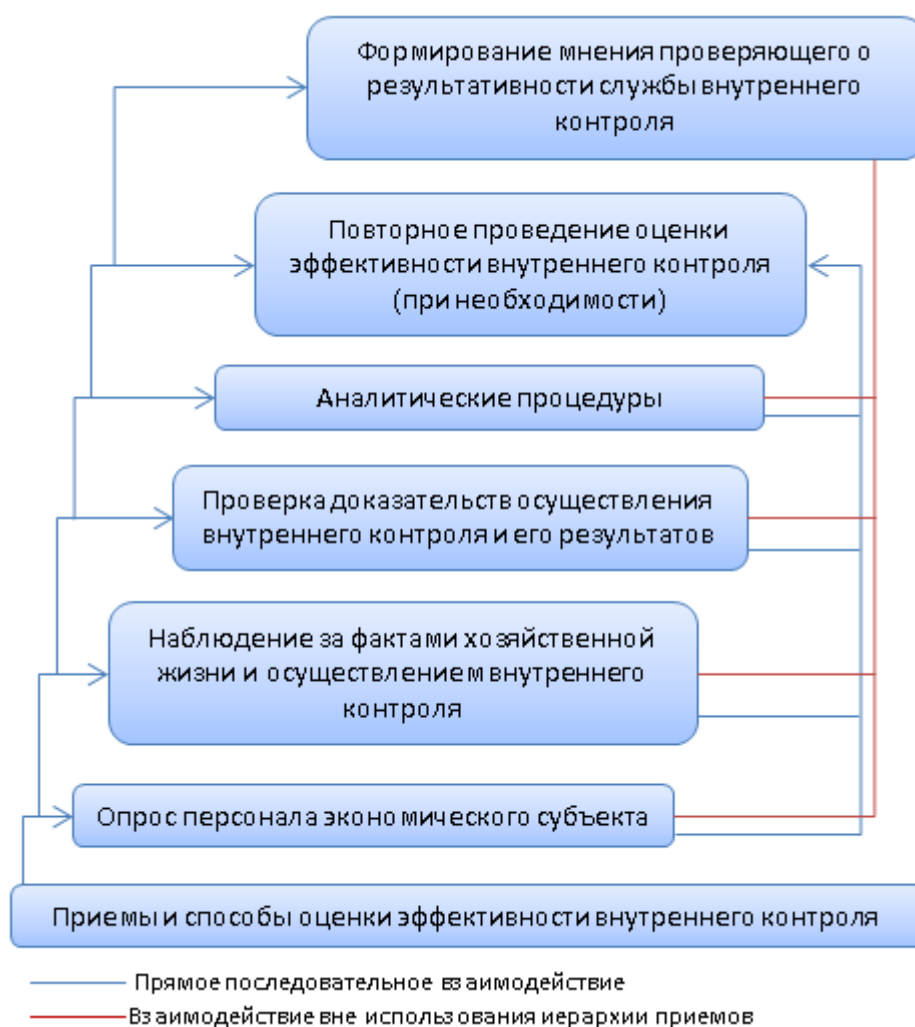 Формирование мнения проверяющего о
результативности службы внутреннего
контроля
Повторное проведение оценки
эффективности внутреннего контроля
(при необходимости)
Аналитические процедуры
Проверка доказательств осуществления
внутреннего контроля и его результатов
Наблюдение за фактами хозяйственной
жизни и осуществлением внутреннего
контроля
Опрос персонала экономического субъекта
Приемы и способы оценки эффективности внутреннего контроля
Прямое последовательное взаимодействие
Взаимодействие вне использования иерархии приемов